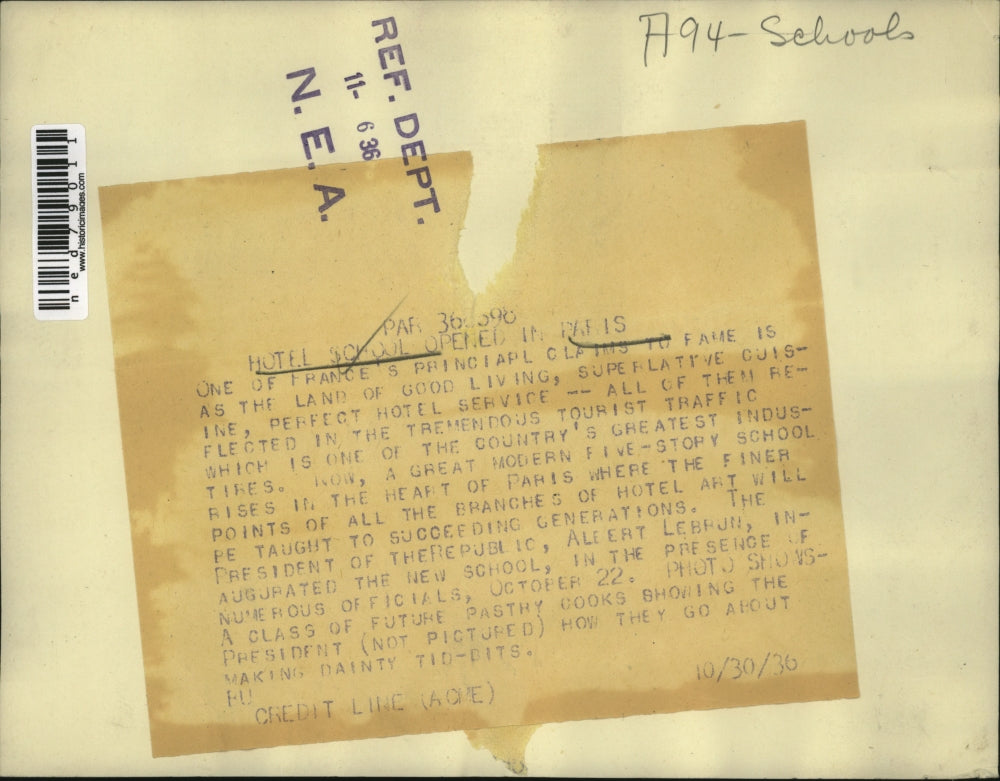 A94- Schools
REF. DEPT.
11- 6 36
N. E. A.
ned79011
www.historicimages.com
PAR 36
HOTEL SCHOOL OPENED IN PARIS
ONE OF FRANCE'S PRINCIAPL CLAIMS TO FAME IS
AS THE LAND OF GOOD LIVING, SUPERLATIVE CUIS-
INE, PERFECT HOTEL SERVICE -- ALL OF THEM RE-
FLECTED IN THE TREMENDOUS TOURIST TRAFFIC
WHICH IS ONE OF THE COUNTRY'S GREATEST INDUS-
TIRES. NOW, A GREAT MODERN FIVE-STORY SCHOOL
RISES IN THE HEART OF PARIS WHERE THE FINER
POINTS OF ALL THE BRANCHES OF HOTEL ART WILL
BE TAUGHT TO SUCCEEDING GENERATIONS. THE
PRESIDENT OF THEREPUBLIC, ALBERT LEBRUN, IN-
AUGURATED THE NEW SCHOOL, IN THE PRESENCE OF
NUMEROUS OFFICIALS, OCTOBER 22. PHOTO SHOWS-
A CLASS OF FUTURE PASTRY COOKS SHOWING THE
PRESIDENT (NOT PICTURED) HOW THEY GO ABOUT
MAKING DAINTY TID-BITS.
BU
CREDIT LINE (ACME) 10/30/36